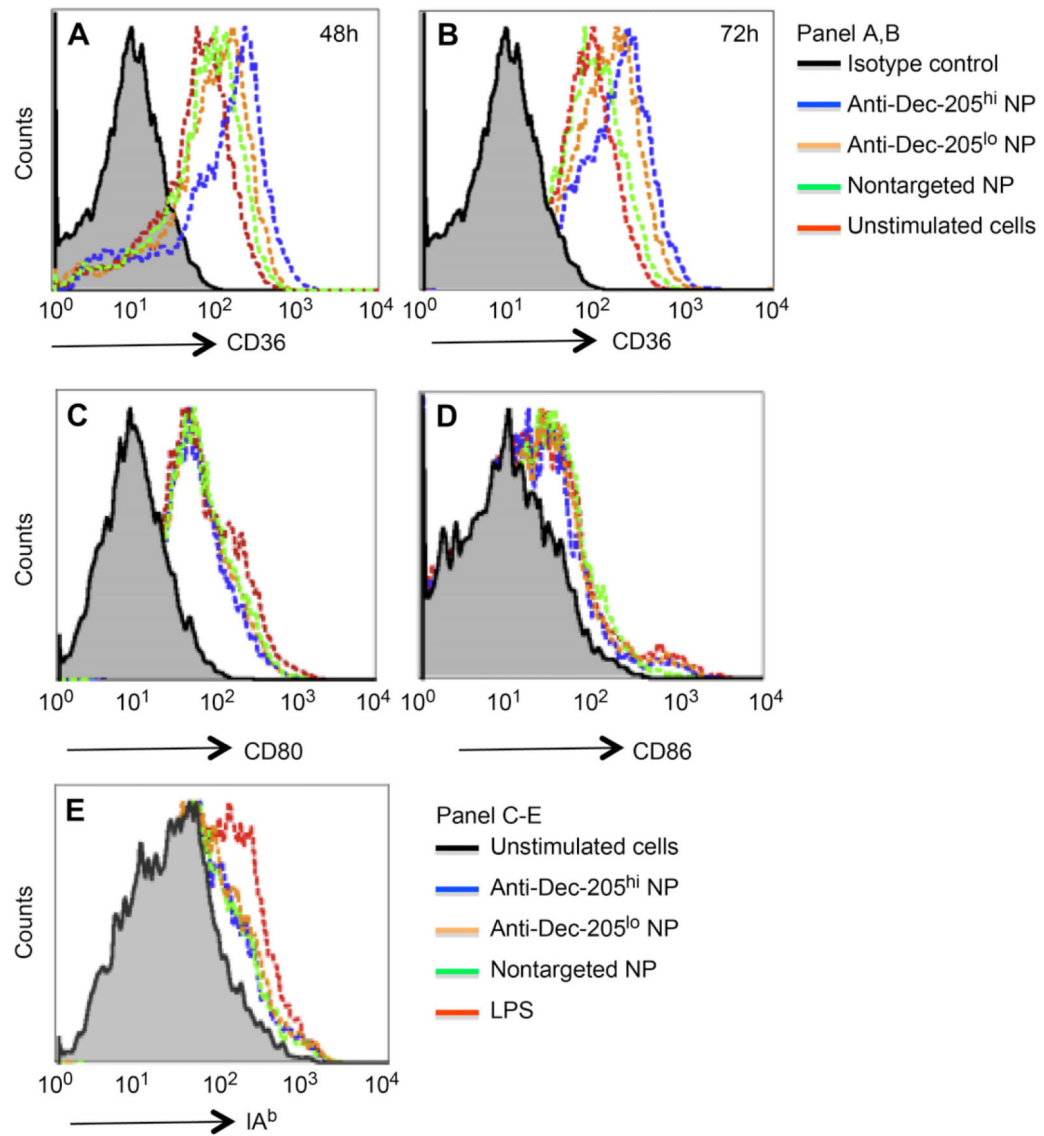 A 48h
B 72h
Counts
10⁰ 10¹ 10² 10³ 10⁴
CD36
10⁰ 10¹ 10² 10³ 10⁴
CD36
Panel A,B
Isotype control
Anti-Dec-205ʰⁱ NP
Anti-Dec-205ˡᵒ NP
Nontargeted NP
Unstimulated cells
C
D
Counts
10⁰ 10¹ 10² 10³ 10⁴
CD80
10⁰ 10¹ 10² 10³ 10⁴
CD86
E
Counts
10⁰ 10¹ 10² 10³ 10⁴
IAᵇ
Panel C-E
Unstimulated cells
Anti-Dec-205ʰⁱ NP
Anti-Dec-205ˡᵒ NP
Nontargeted NP
LPS